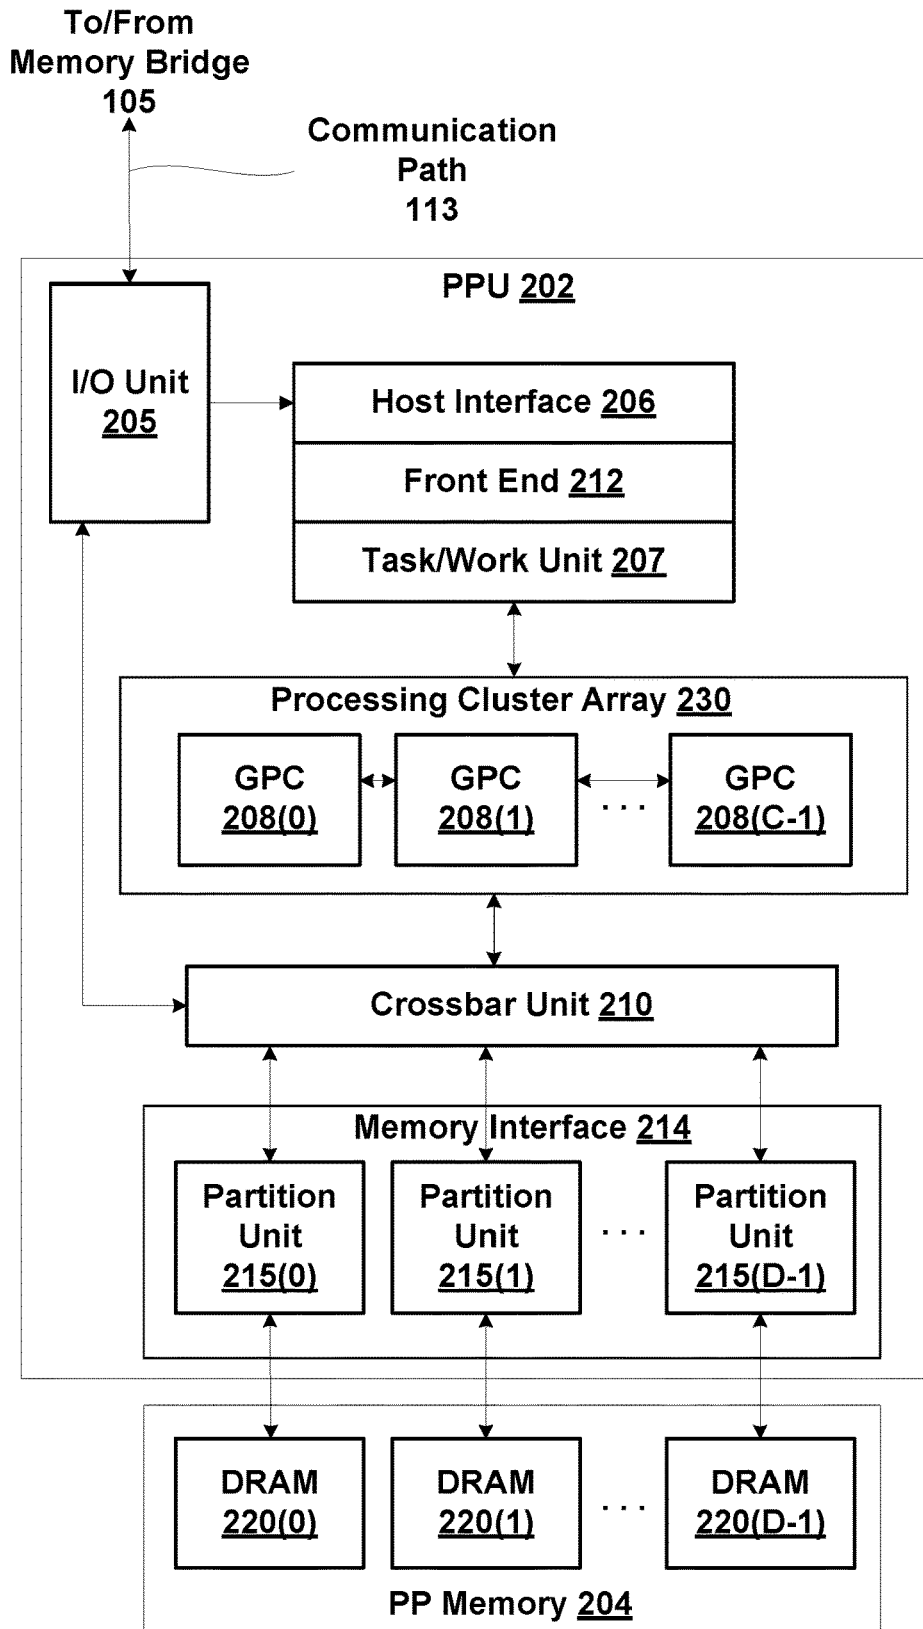 To/From
Memory Bridge
105
Communication
Path
113
PPU 202
I/O Unit
205
Host Interface 206
Front End 212
Task/Work Unit 207
Processing Cluster Array 230
GPC
208(0)
GPC
208(1)
. . .
GPC
208(C-1)
Crossbar Unit 210
Memory Interface 214
Partition
Unit
215(0)
Partition
Unit
215(1)
. . .
Partition
Unit
215(D-1)
DRAM
220(0)
DRAM
220(1)
. . .
DRAM
220(D-1)
PP Memory 204